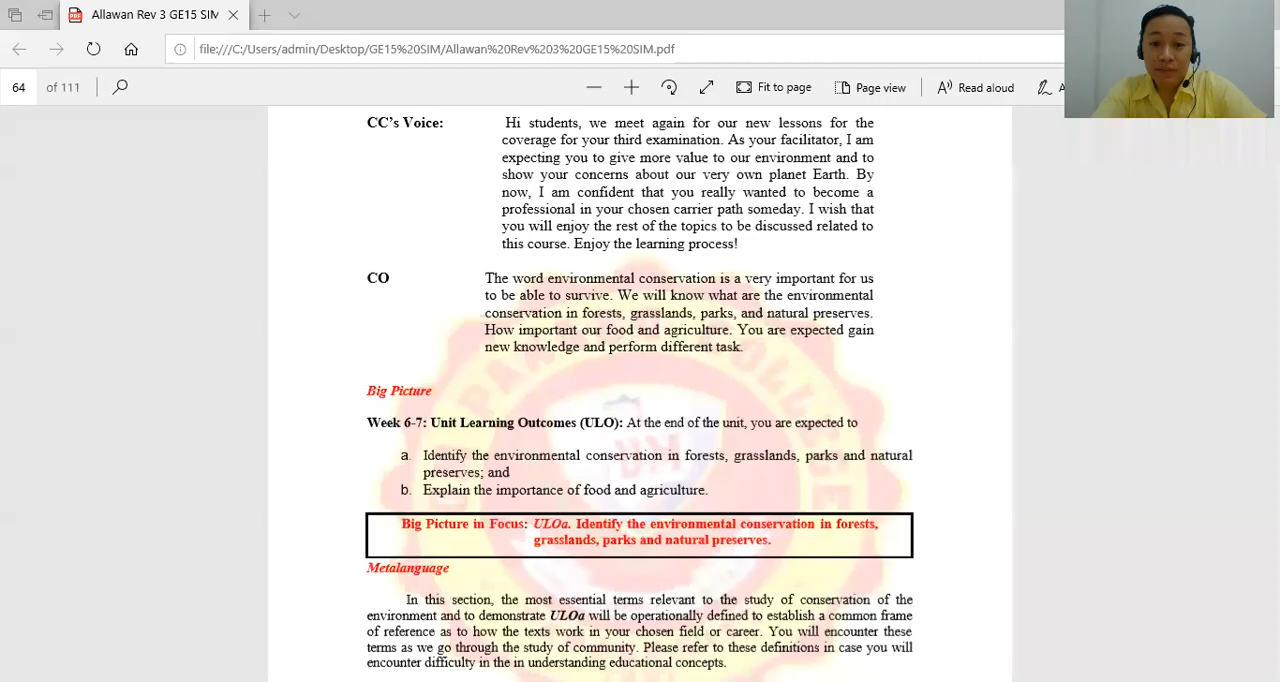 Allawan Rev 3 GE15 SIM
file:///C:/Users/admin/Desktop/GE15%20SIM/Allawan%20Rev%203%20GE15%20SIM.pdf
64 of 111 Fit to page Page view Read aloud
CC's Voice: Hi students, we meet again for our new lessons for the
coverage for your third examination. As your facilitator, I am
expecting you to give more value to our environment and to
show your concerns about our very own planet Earth. By
now, I am confident that you really wanted to become a
professional in your chosen carrier path someday. I wish that
you will enjoy the rest of the topics to be discussed related to
this course. Enjoy the learning process!
CO The word environmental conservation is a very important for us
to be able to survive. We will know what are the environmental
conservation in forests, grasslands, parks, and natural preserves.
How important our food and agriculture. You are expected gain
new knowledge and perform different task.
Big Picture
Week 6-7: Unit Learning Outcomes (ULO): At the end of the unit, you are expected to
a. Identify the environmental conservation in forests, grasslands, parks and natural
preserves; and
b. Explain the importance of food and agriculture.
Big Picture in Focus: ULOa. Identify the environmental conservation in forests,
grasslands, parks and natural preserves.
Metalanguage
In this section, the most essential terms relevant to the study of conservation of the
environment and to demonstrate ULOa will be operationally defined to establish a common frame
of reference as to how the texts work in your chosen field or career. You will encounter these
terms as we go through the study of community. Please refer to these definitions in case you will
encounter difficulty in the in understanding educational concepts.